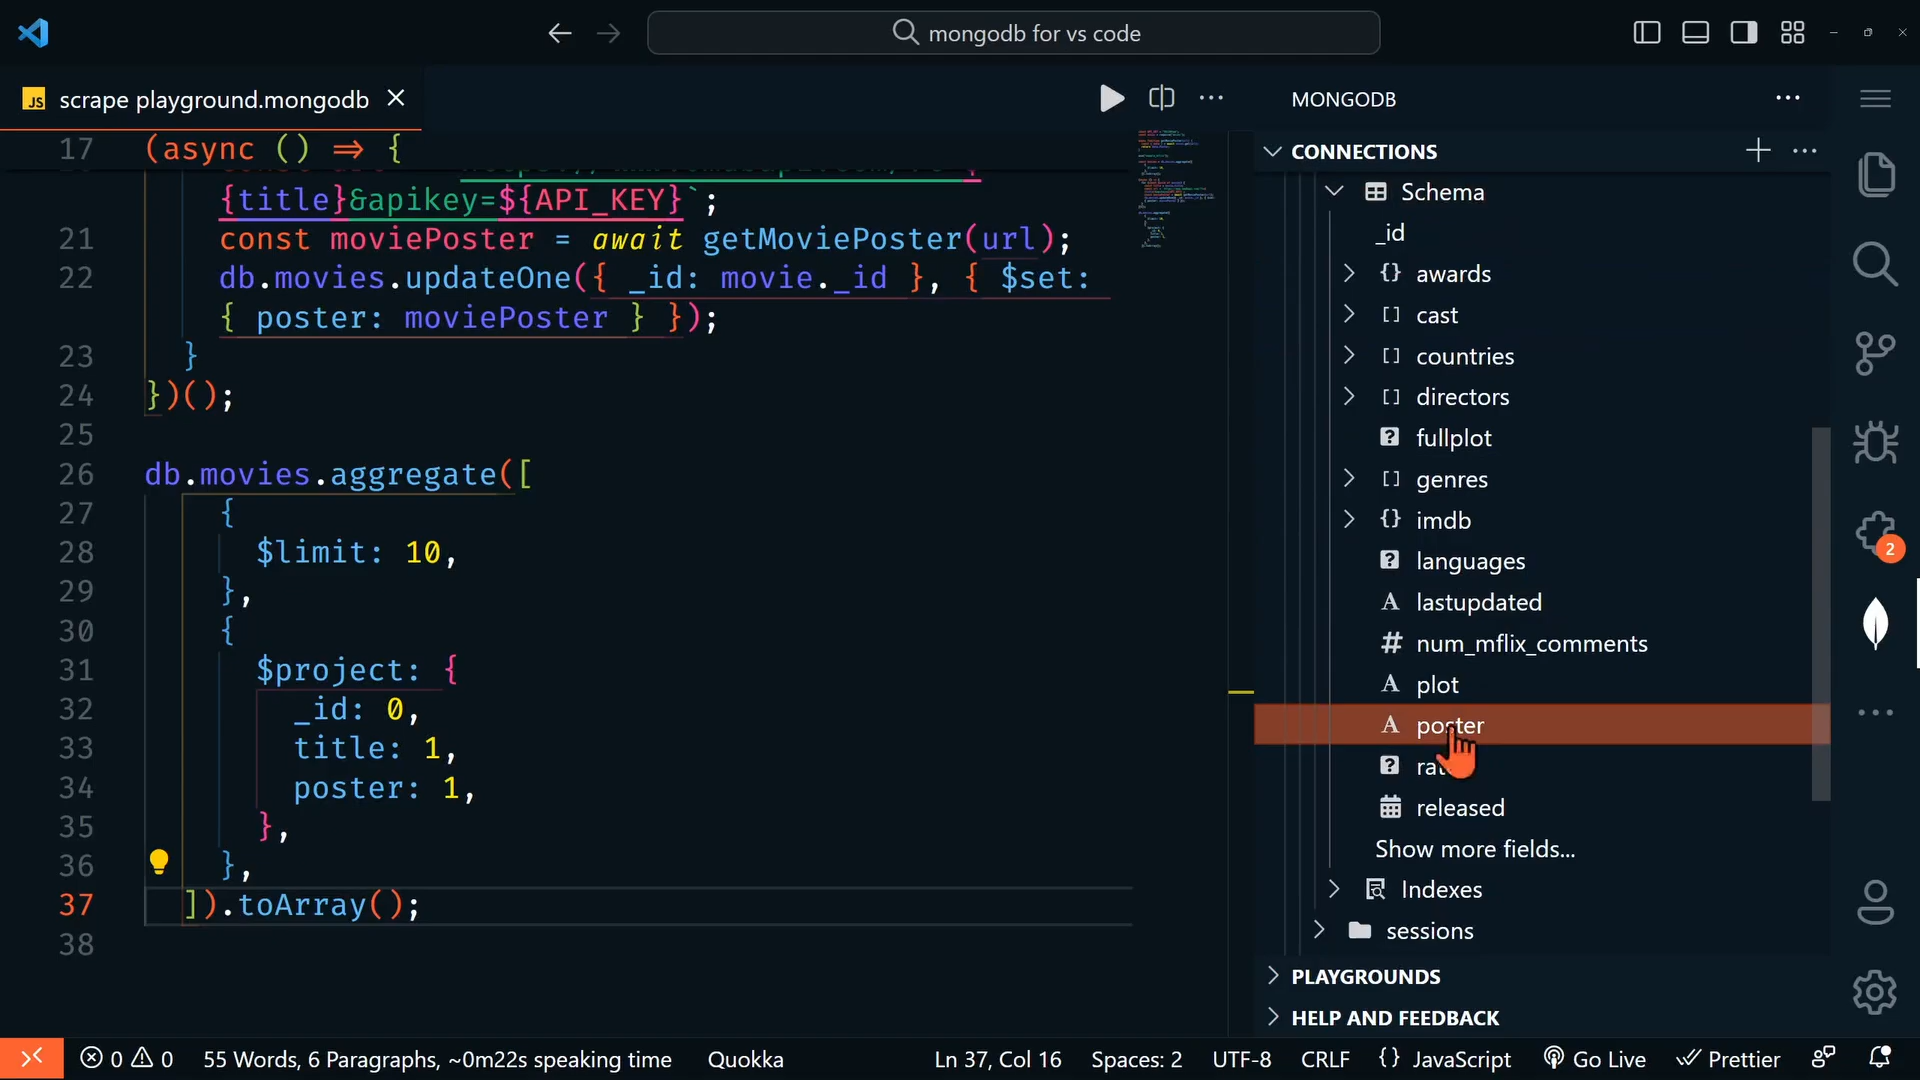 mongodb for vs code
JS scrape playground.mongodb
17 (async () => {
{title}&apikey=${API_KEY}`;
21 const moviePoster = await getMoviePoster(url);
22 db.movies.updateOne({ _id: movie._id }, { $set:
{ poster: moviePoster } });
23 }
24 })();
25
26 db.movies.aggregate([
27 {
28 $limit: 10,
29 },
30 {
31 $project: {
32 _id: 0,
33 title: 1,
34 poster: 1,
35 },
36 },
37 ]).toArray();
38
MONGODB
CONNECTIONS
Schema
_id
{} awards
[] cast
[] countries
[] directors
fullplot
[] genres
{} imdb
languages
A lastupdated
# num_mflix_comments
A plot
A poster
released
Show more fields...
Indexes
sessions
PLAYGROUNDS
HELP AND FEEDBACK
2
0 0 55 Words, 6 Paragraphs, ~0m22s speaking time Quokka Ln 37, Col 16 Spaces: 2 UTF-8 CRLF {} JavaScript Go Live Prettier